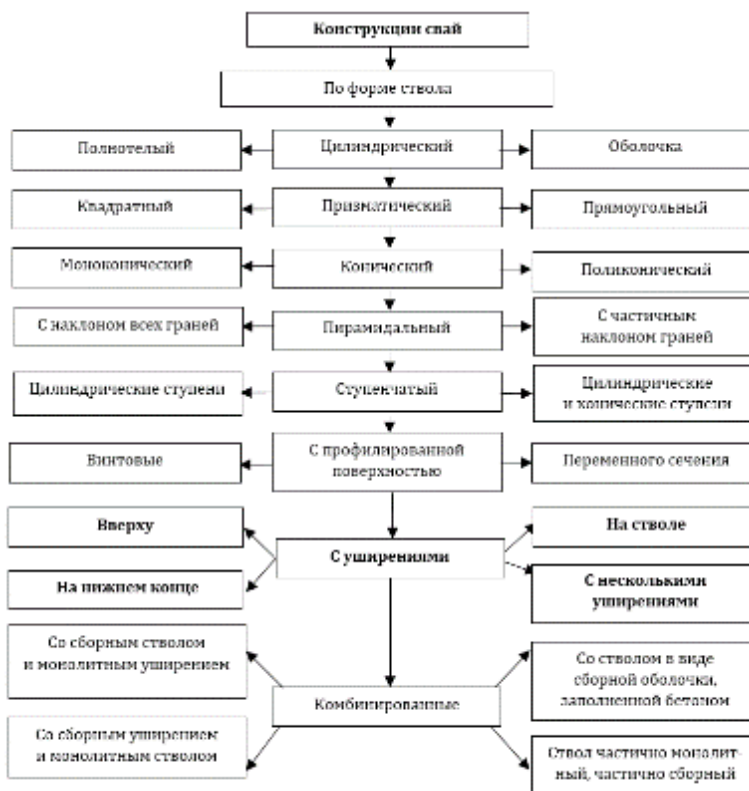 Конструкции свай
По форме ствола
Полнотелый
Цилиндрический
Оболочка
Квадратный
Призматический
Прямоугольный
Моноконический
Конический
Поликонический
С наклоном всех граней
Пирамидальный
С частичным
наклоном граней
Цилиндрические ступени
Ступенчатый
Цилиндрические
и конические ступени
Винтовые
С профилированной
поверхностью
Переменного сечения
Вверху
На нижнем конце
С уширениями
На стволе
С несколькими
уширениями
Со сборным стволом
и монолитным уширением
Со сборным уширением
и монолитным стволом
Комбинированные
Со стволом в виде
сборной оболочки,
заполненной бетоном
Ствол частично монолит-
ный, частично сборный